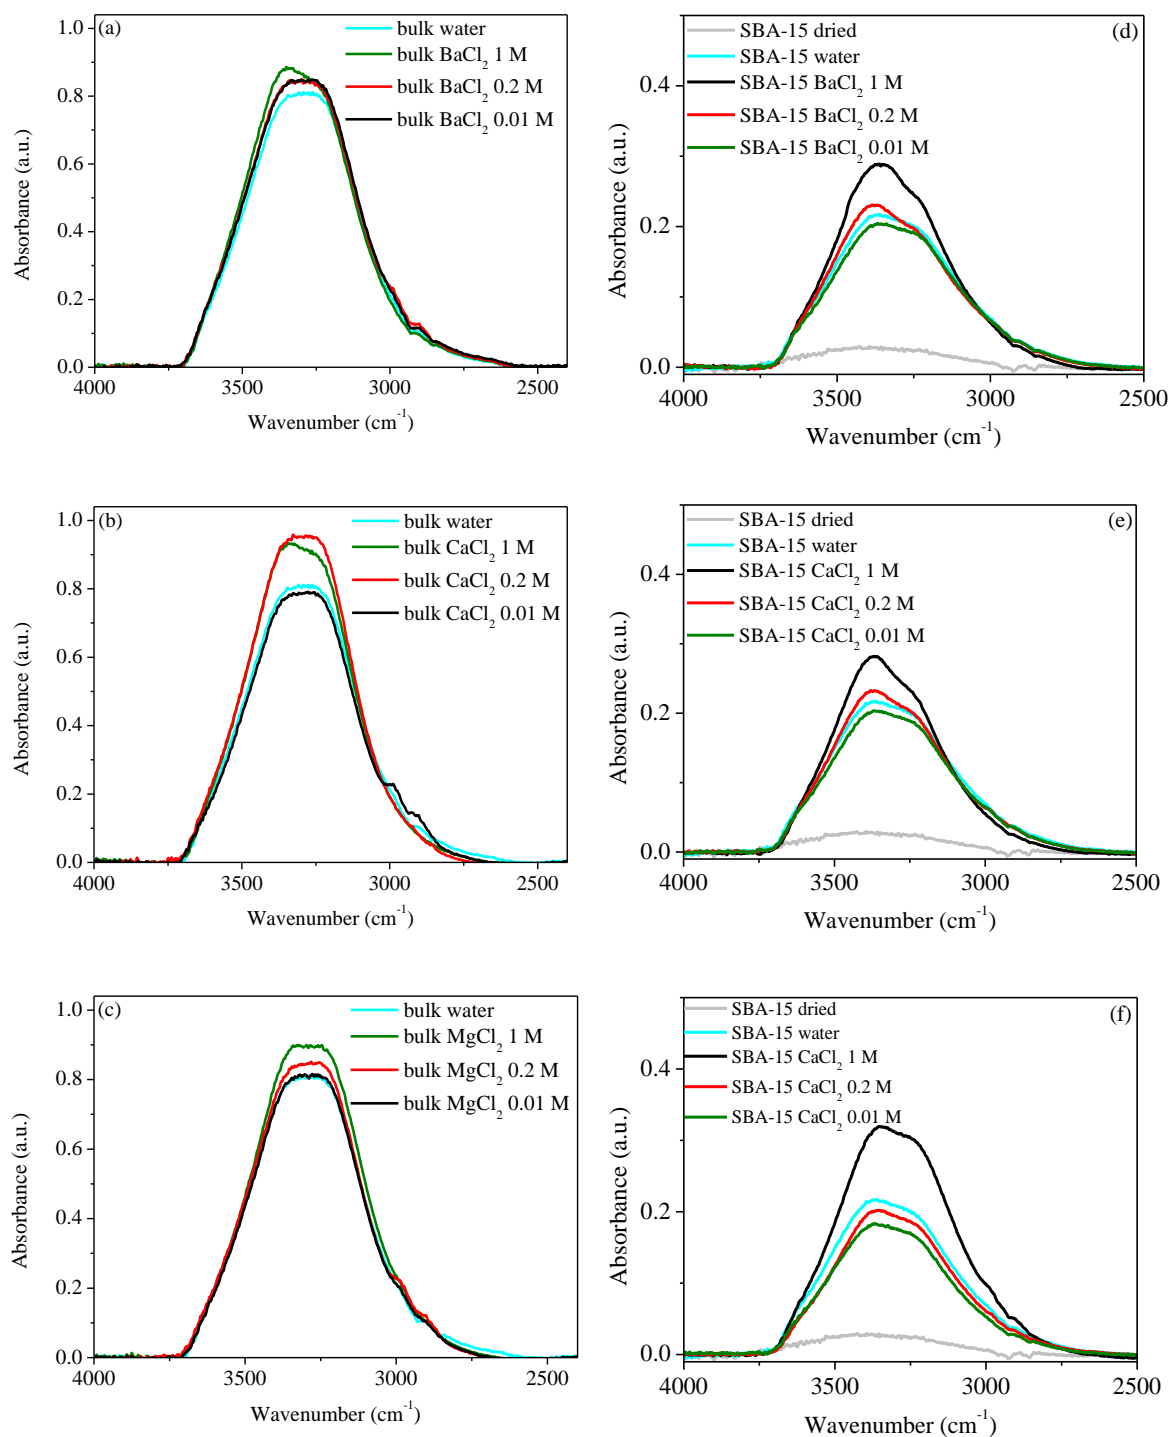 (a)
bulk water
bulk BaCl2 1 M
bulk BaCl2 0.2 M
bulk BaCl2 0.01 M
1.0
0.8
0.6
0.4
0.2
0.0
Absorbance (a.u.)
4000 3500 3000 2500
Wavenumber (cm-1)
(d)
SBA-15 dried
SBA-15 water
SBA-15 BaCl2 1 M
SBA-15 BaCl2 0.2 M
SBA-15 BaCl2 0.01 M
0.4
0.2
0.0
Absorbance (a.u.)
4000 3500 3000 2500
Wavenumber (cm-1)
(b)
bulk water
bulk CaCl2 1 M
bulk CaCl2 0.2 M
bulk CaCl2 0.01 M
1.0
0.8
0.6
0.4
0.2
0.0
Absorbance (a.u.)
4000 3500 3000 2500
Wavenumber (cm-1)
(e)
SBA-15 dried
SBA-15 water
SBA-15 CaCl2 1 M
SBA-15 CaCl2 0.2 M
SBA-15 CaCl2 0.01 M
0.4
0.2
0.0
Absorbance (a.u.)
4000 3500 3000 2500
Wavenumber (cm-1)
(c)
bulk water
bulk MgCl2 1 M
bulk MgCl2 0.2 M
bulk MgCl2 0.01 M
1.0
0.8
0.6
0.4
0.2
0.0
Absorbance (a.u.)
4000 3500 3000 2500
Wavenumber (cm-1)
(f)
SBA-15 dried
SBA-15 water
SBA-15 CaCl2 1 M
SBA-15 CaCl2 0.2 M
SBA-15 CaCl2 0.01 M
0.4
0.2
0.0
Absorbance (a.u.)
4000 3500 3000 2500
Wavenumber (cm-1)